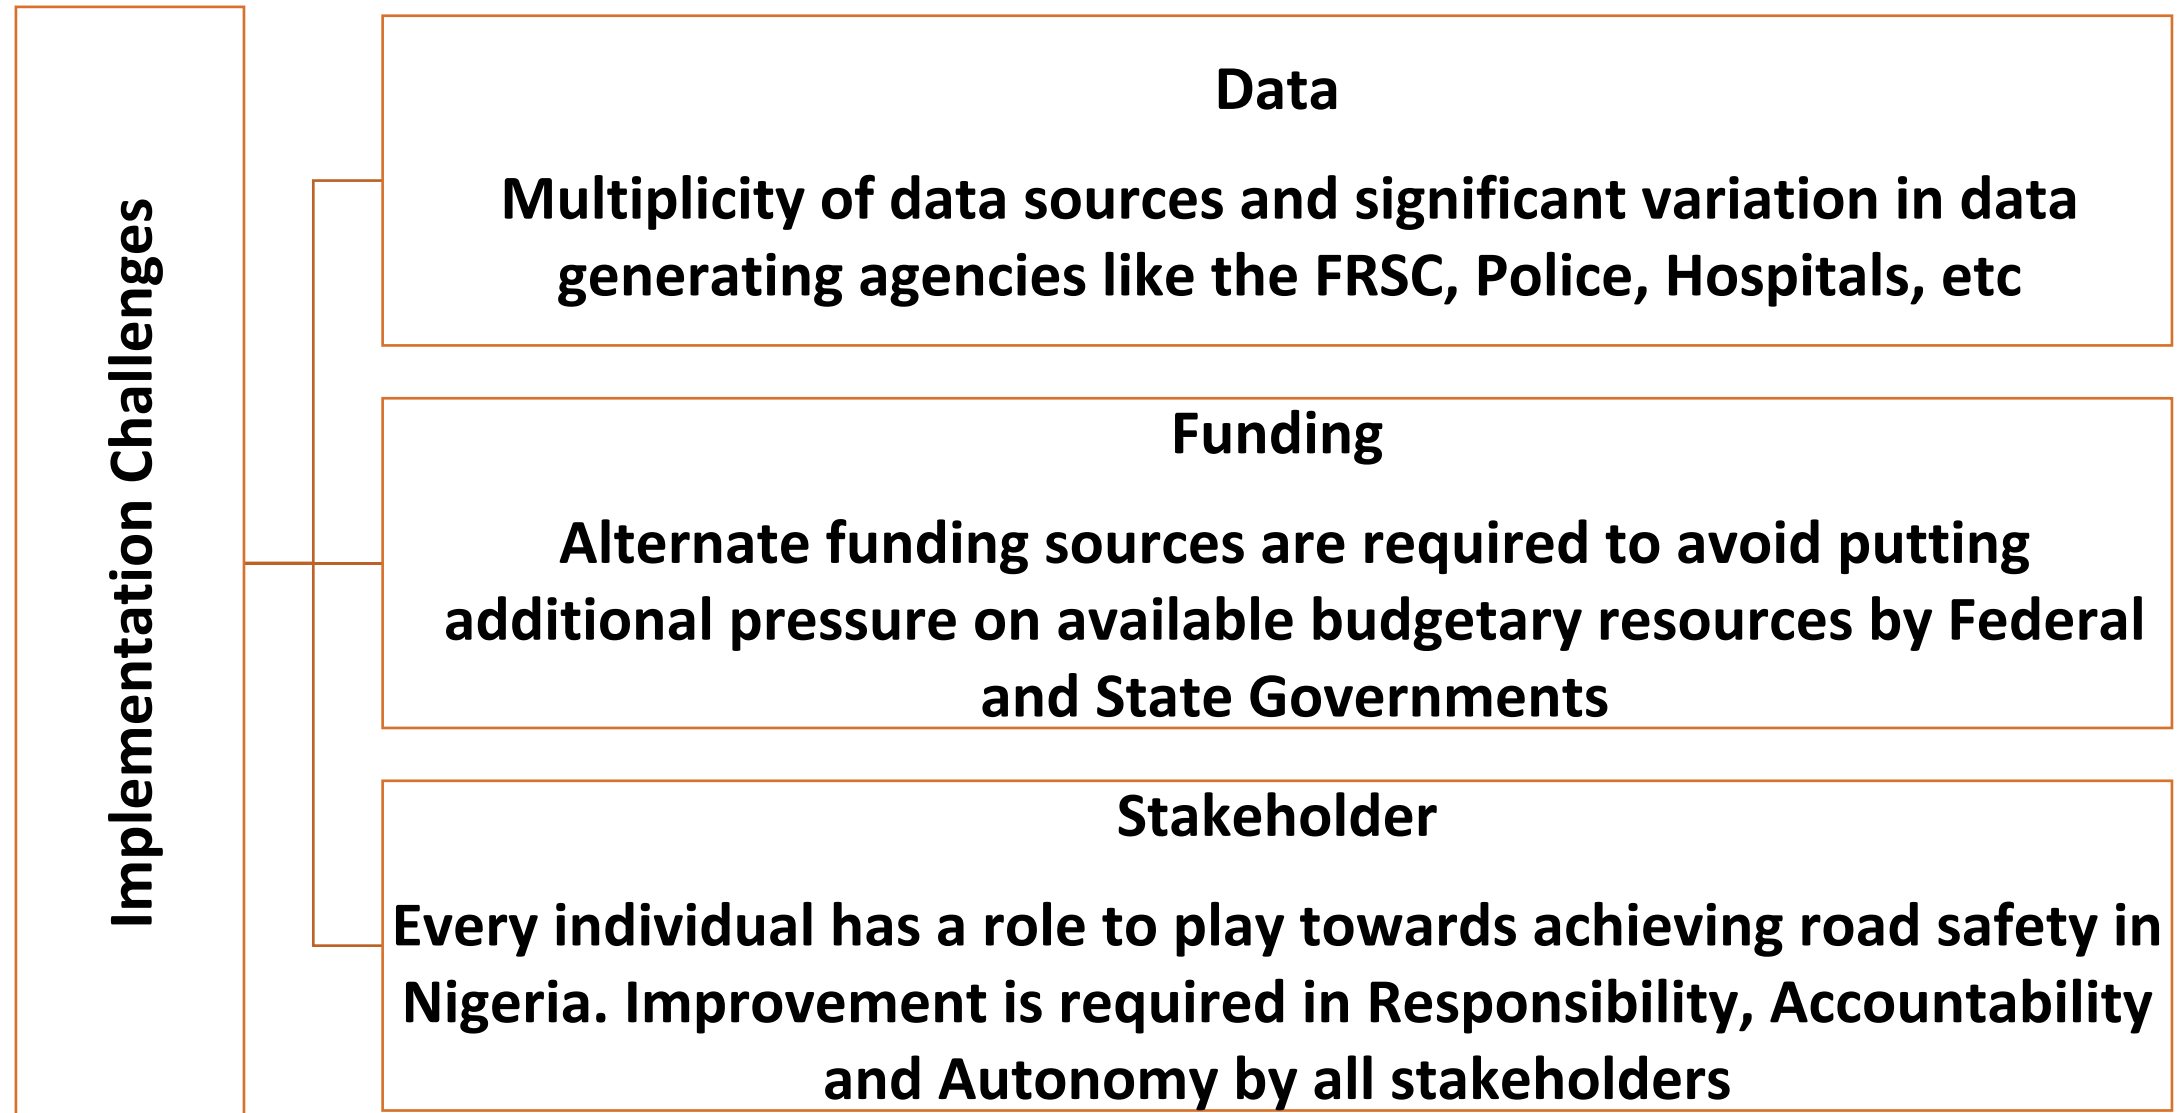 Implementation Challenges
Data
Multiplicity of data sources and significant variation in data
generating agencies like the FRSC, Police, Hospitals, etc
Funding
Alternate funding sources are required to avoid putting
additional pressure on available budgetary resources by Federal
and State Governments
Stakeholder
Every individual has a role to play towards achieving road safety in
Nigeria. Improvement is required in Responsibility, Accountability
and Autonomy by all stakeholders